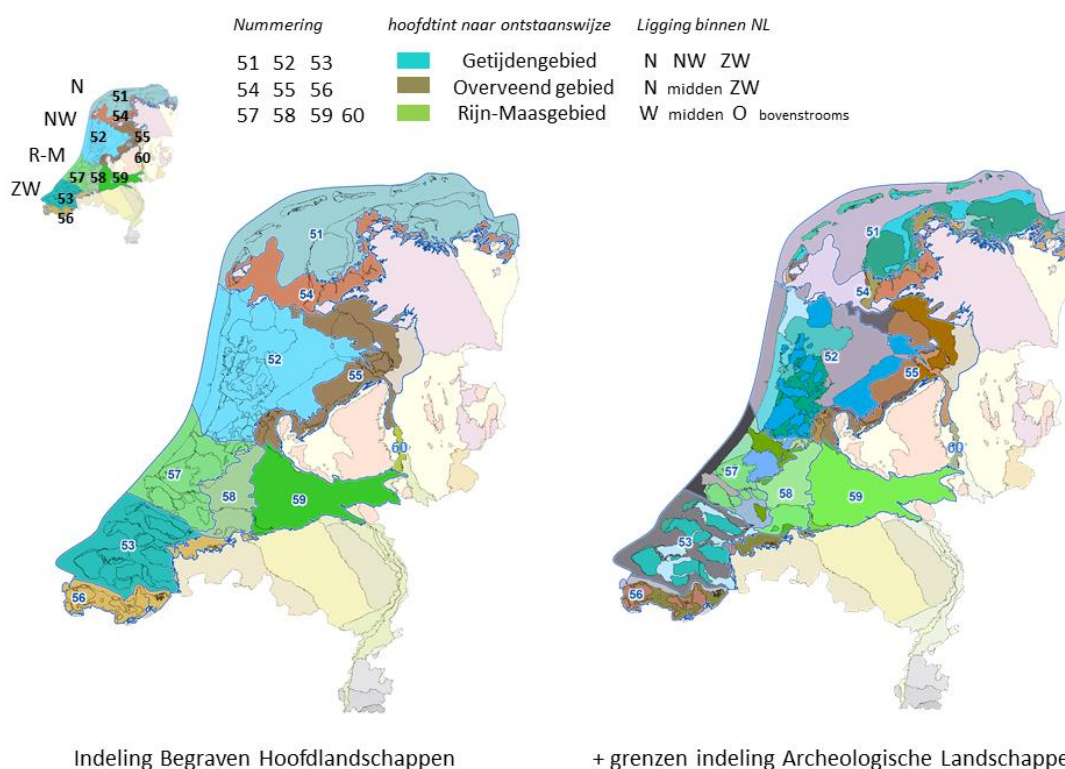 Nummering hoofdtint naar ontstaanswijze Ligging binnen NL
51 52 53 Getijdengebied N NW ZW
54 55 56 Overveend gebied N midden ZW
57 58 59 60 Rijn-Maasgebied W midden O bovenstrooms
N
51
54
NW
52
55
R-M
60
57 58 59
ZW
53
56
51
54
52
55
60
57
58
59
53
56
51
54
52
55
60
57
58
59
53
56
Indeling Begraven Hoofdlandschappen
+ grenzen indeling Archeologische Landschappe